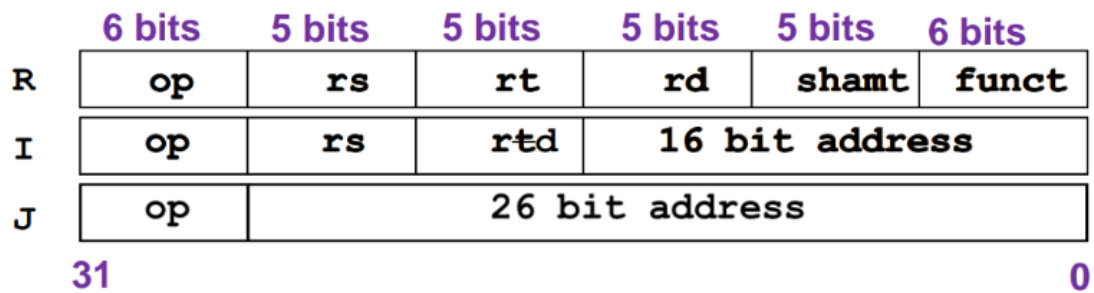 6 bits 5 bits 5 bits 5 bits 5 bits 6 bits
R op rs rt rd shamt funct
I op rs rtd 16 bit address
J op 26 bit address
31 0